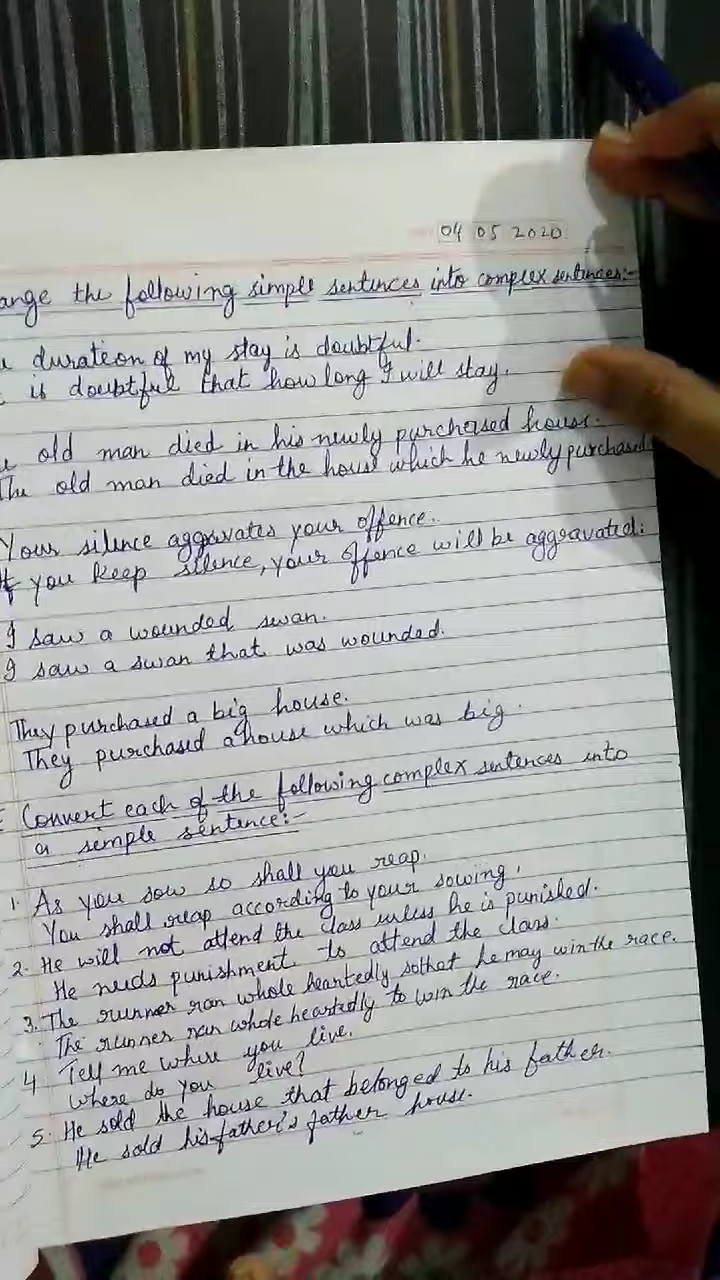 04 05 2020
ange the following simple sentences into complex sentences:-
duration of my stay is doubtful.
is doubtful that how long I will stay.
old man died in his newly purchased house.
The old man died in the house which he newly purchased
Your silence aggravates your offence.
If you keep silence, your offence will be aggravated.
I saw a wounded swan.
I saw a swan that was wounded.
They purchased a big house.
They purchased a house which was big.
Convert each of the following complex sentences into
a simple sentence:-
1. As you sow so shall you reap.
You shall reap according to your sowing.
2. He will not attend the class unless he is punished.
He needs punishment to attend the class.
3. The runner ran whole heartedly so that he may win the race.
The runner ran whole heartedly to win the race.
4 Tell me where you live.
where do you live?
5. He sold the house that belonged to his father.
He sold his father's father house.